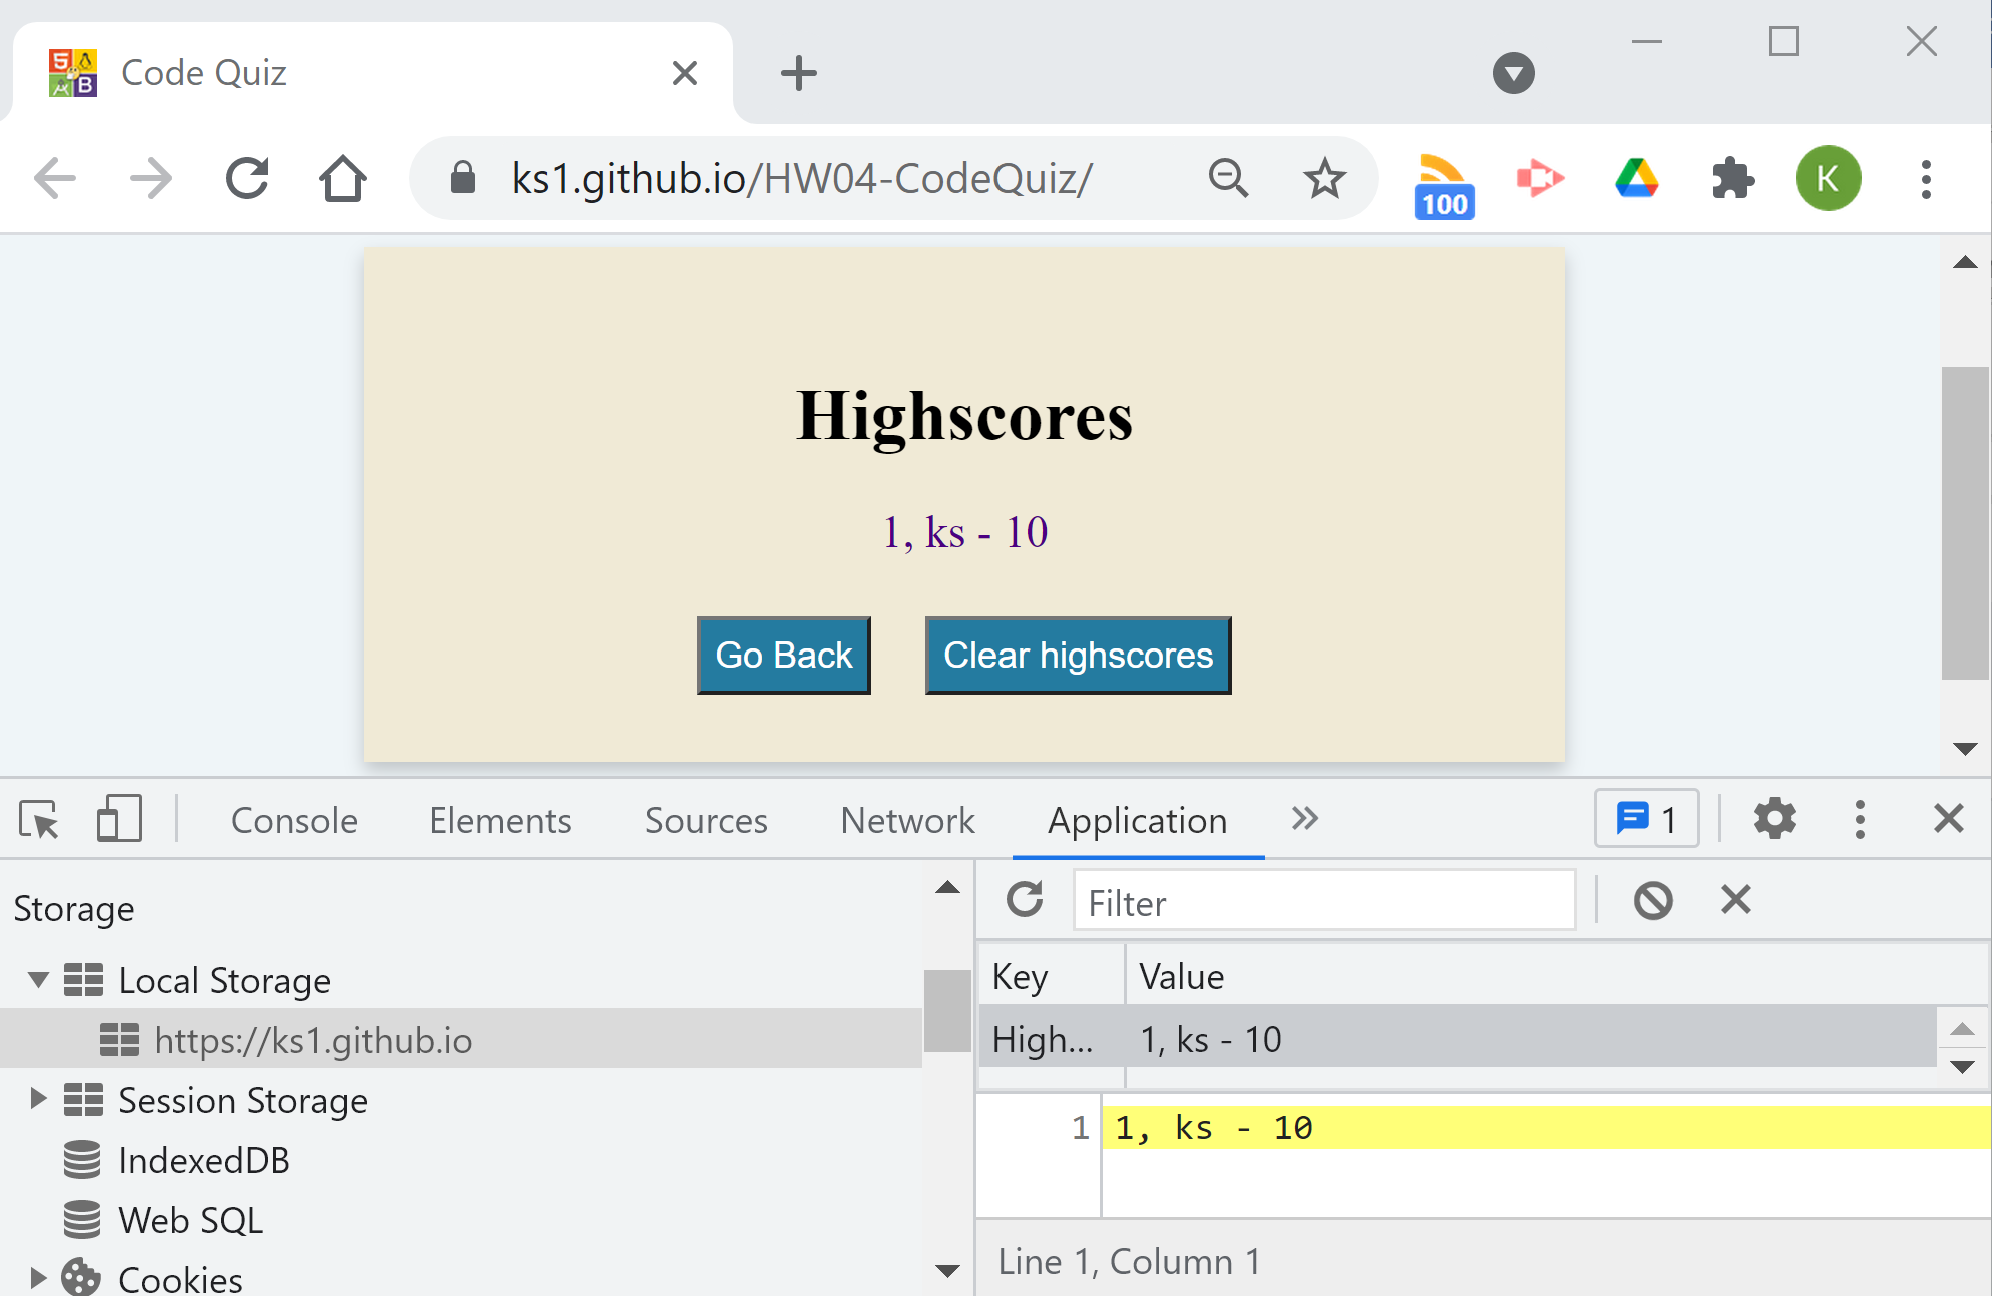 Code Quiz
ks1.github.io/HW04-CodeQuiz/
100
K
Highscores
1, ks - 10
Go Back Clear highscores
Console Elements Sources Network Application 1
Storage
Filter
Local Storage
Key Value
https://ks1.github.io
High... 1, ks - 10
Session Storage
1 1, ks - 10
IndexedDB
Web SQL
Line 1, Column 1
Cookies